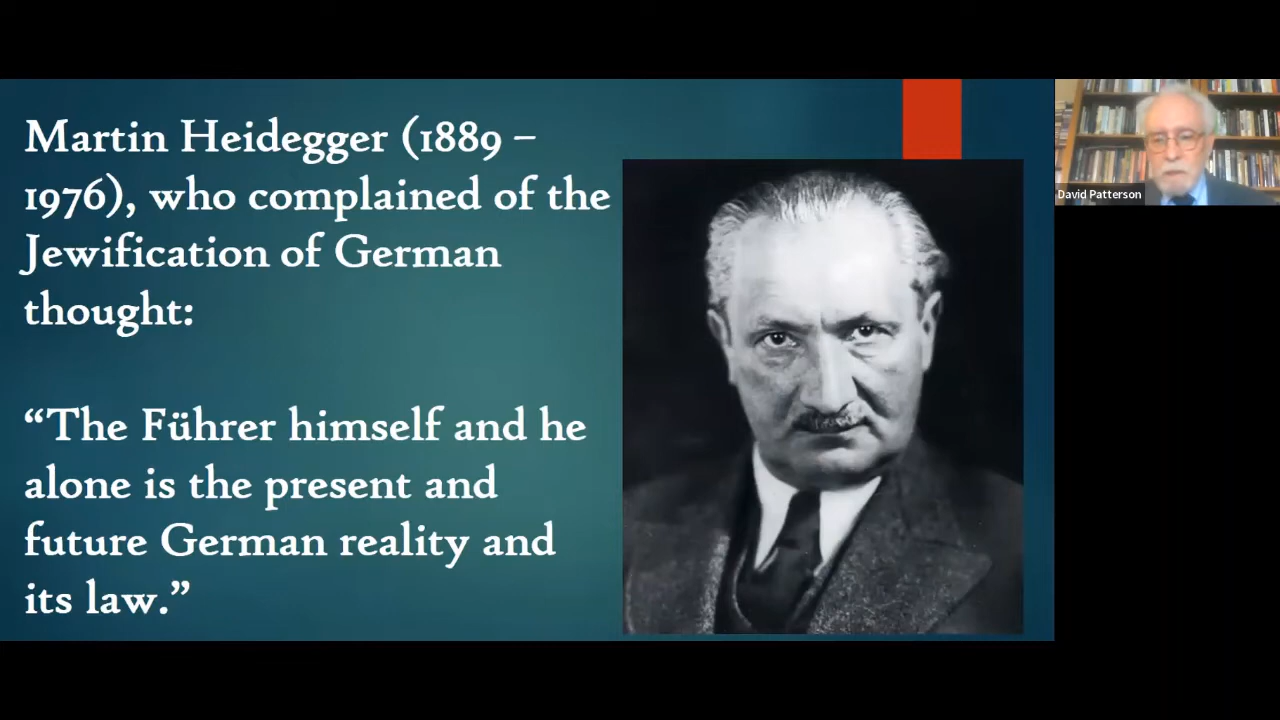 Martin Heidegger (1889 –
1976), who complained of the
Jewification of German
thought:
“The Führer himself and he
alone is the present and
future German reality and
its law.”
David Patterson